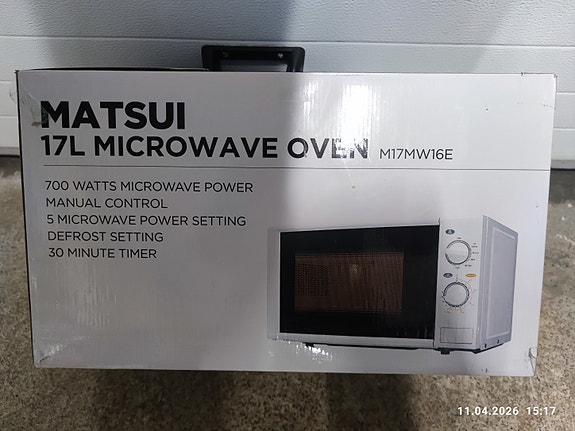 MATSUI
17L MICROWAVE OVEN M17MW16E
700 WATTS MICROWAVE POWER
MANUAL CONTROL
5 MICROWAVE POWER SETTING
DEFROST SETTING
30 MINUTE TIMER
11.04.2026 15:17